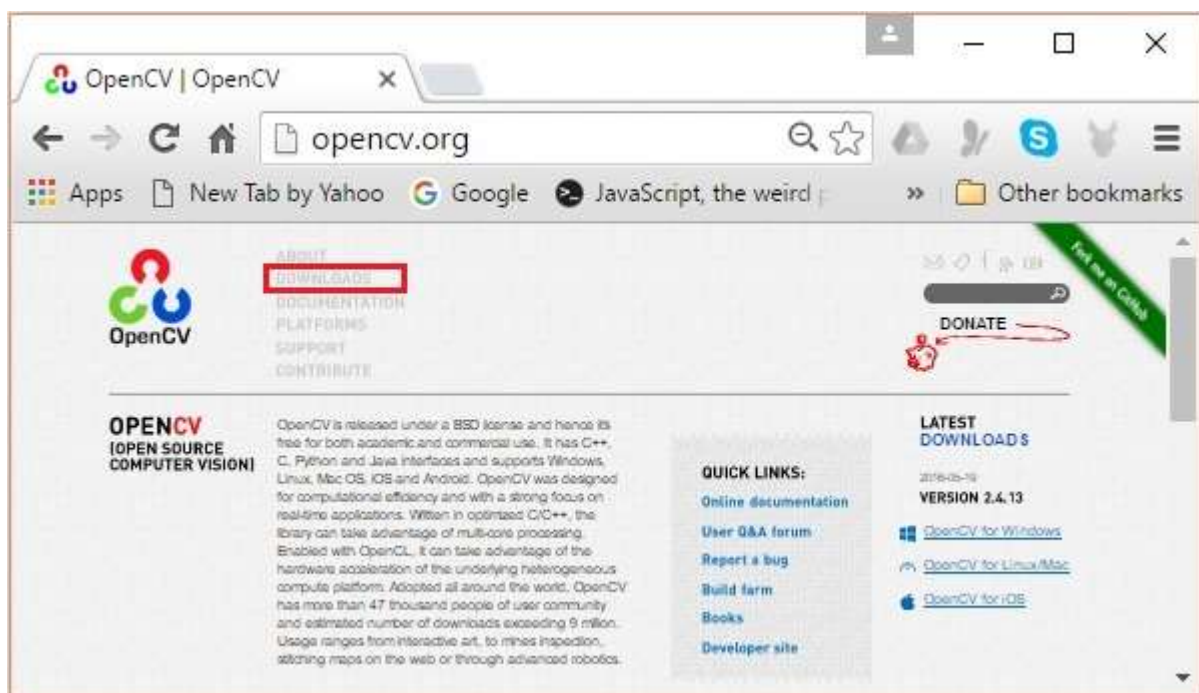 OpenCV | OpenCV
opencv.org
Apps New Tab by Yahoo Google JavaScript, the weird Other bookmarks
OpenCV
ABOUT
DOWNLOADS
DOCUMENTATION
PLATFORMS
SUPPORT
CONTRIBUTE
Fork me on GitHub
DONATE
OPENCV
(OPEN SOURCE
COMPUTER VISION)
OpenCV is released under a BSD license and hence its
free for both academic and commercial use. It has C++,
C, Python and Java interfaces and supports Windows,
Linux, Mac OS, iOS and Android. OpenCV was designed
for computational efficiency and with a strong focus on
real-time applications. Written in optimized C/C++, the
library can take advantage of multi-core processing.
Enabled with OpenCL, it can take advantage of the
hardware acceleration of the underlying heterogeneous
compute platform. Adopted all around the world, OpenCV
has more than 47 thousand people of user community
and estimated number of downloads exceeding 9 million.
Usage ranges from interactive art, to mines inspection,
stitching maps on the web or through advanced robotics.
QUICK LINKS:
Online documentation
User Q&A forum
Report a bug
Build farm
Books
Developer site
LATEST
DOWNLOADS
VERSION 2.4.13
OpenCV for Windows
OpenCV for Linux/Mac
OpenCV for iOS